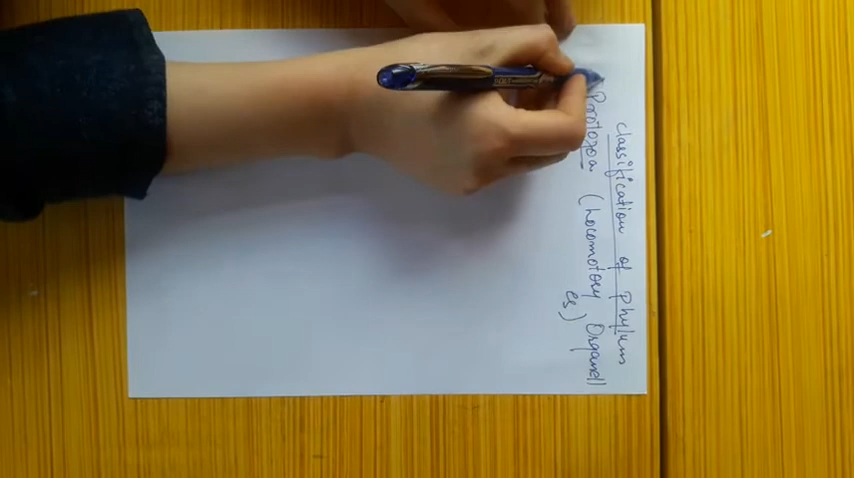 classification of Phylum
Protozoa (Locomotory Organell
es)